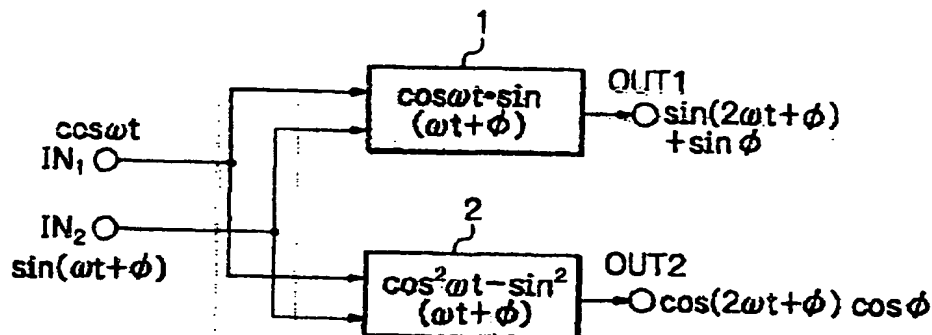 1
cosωt·sin
(ωt+ϕ)
OUT1
sin(2ωt+ϕ)
+sinϕ
cosωt
IN₁
IN₂
sin(ωt+ϕ)
2
cos²ωt−sin²
(ωt+ϕ)
OUT2
cos(2ωt+ϕ) cosϕ